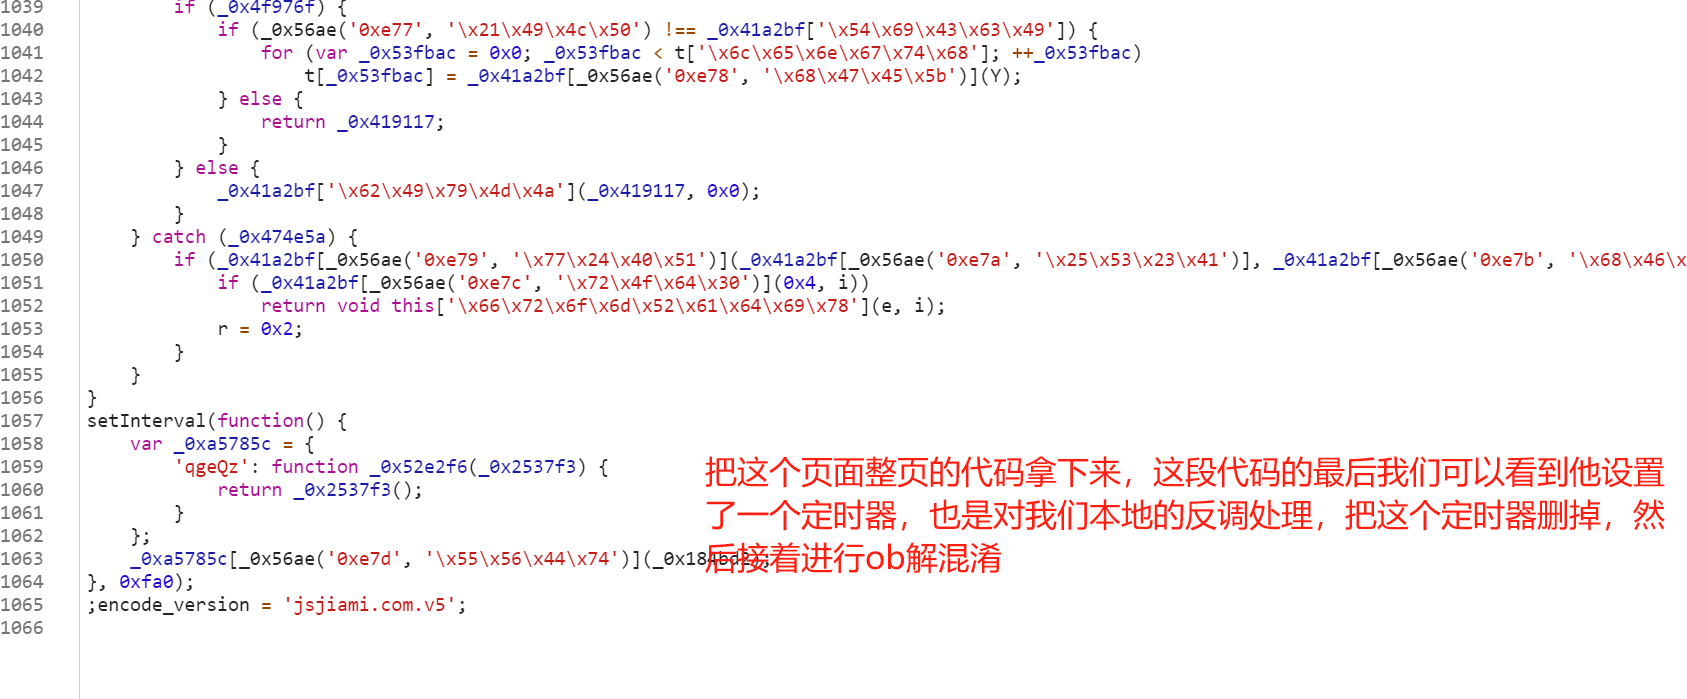 1039 if (_0x4f976f) {
1040 if (_0x56ae('0xe77', '\x21\x49\x4c\x50') !== _0x41a2bf['\x54\x69\x43\x63\x49']) {
1041 for (var _0x53fbac = 0x0; _0x53fbac < t['\x6c\x65\x6e\x67\x74\x68']; ++_0x53fbac)
1042 t[_0x53fbac] = _0x41a2bf[_0x56ae('0xe78', '\x68\x47\x45\x5b')](Y);
1043 } else {
1044 return _0x419117;
1045 }
1046 } else {
1047 _0x41a2bf['\x62\x49\x79\x4d\x4a'](_0x419117, 0x0);
1048 }
1049 } catch (_0x474e5a) {
1050 if (_0x41a2bf[_0x56ae('0xe79', '\x77\x24\x40\x51')](_0x41a2bf[_0x56ae('0xe7a', '\x25\x53\x23\x41')], _0x41a2bf[_0x56ae('0xe7b', '\x68\x46\x
1051 if (_0x41a2bf[_0x56ae('0xe7c', '\x72\x4f\x64\x30')](0x4, i))
1052 return void this['\x66\x72\x6f\x6d\x52\x61\x64\x69\x78'](e, i);
1053 r = 0x2;
1054 }
1055 }
1056 }
1057 setInterval(function() {
1058 var _0xa5785c = {
1059 'qgeQz': function _0x52e2f6(_0x2537f3) {
1060 return _0x2537f3();
1061 }
1062 };
1063 _0xa5785c[_0x56ae('0xe7d', '\x55\x56\x44\x74')](_0x184bd2);
1064 }, 0xfa0);
1065 ;encode_version = 'jsjiami.com.v5';
1066
把这个页面整页的代码拿下来，这段代码的最后我们可以看到他设置
了一个定时器，也是对我们本地的反调处理，把这个定时器删掉，然
后接着进行ob解混淆